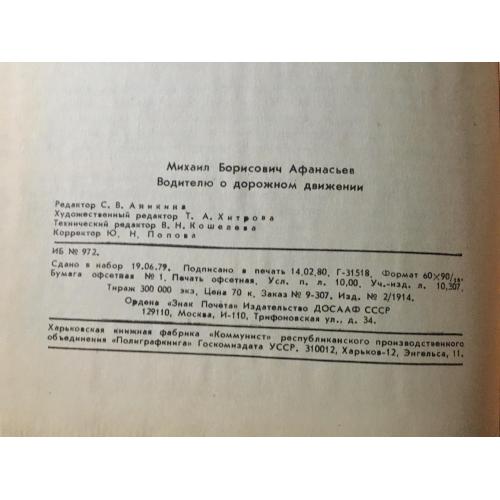 Михаил Борисович Афанасьев
Водителю о дорожном движении
Редактор С. В. Аникина
Художественный редактор Т. А. Хитрова
Технический редактор В. Н. Кошелева
Корректор Ю. Н. Попова
ИБ № 972.
Сдано в набор 19.06.79. Подписано в печать 14.02.80, Г-31518, Формат 60×90/₁₆.
Бумага офсетная № 1. Печать офсетная. Усл. п. л. 10,00. Уч.-изд. л. 10,307.
Тираж 300 000 экз. Цена 70 к. Заказ № 9-307. Изд. № 2/1914.
Ордена «Знак Почета» Издательство ДОСААФ СССР
129110, Москва, И-110, Трифоновская ул., д. 34.
Харьковская книжная фабрика «Коммунист» республиканского производственного
объединения «Полиграфкнига» Госкомиздата УССР. 310012, Харьков-12, Энгельса, 11.